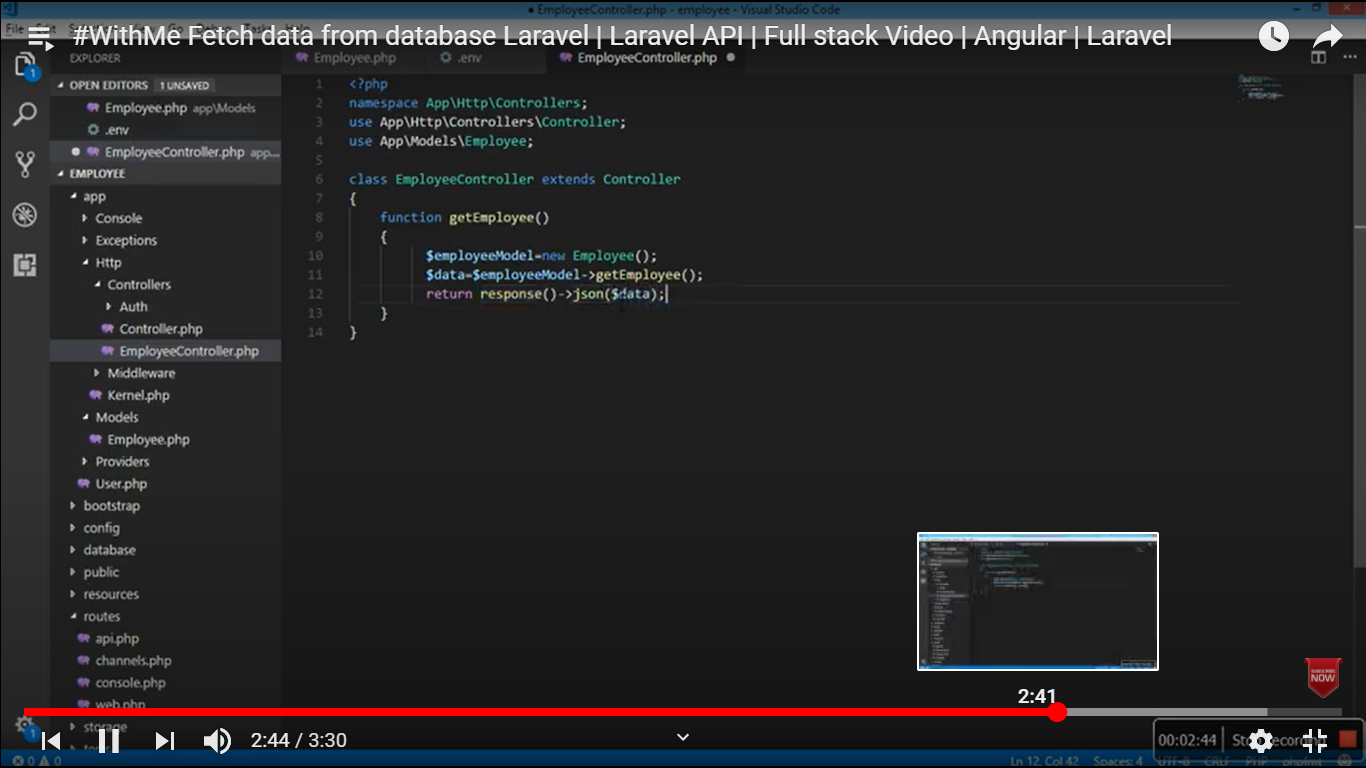 EmployeeController.php - employee - Visual Studio Code
File
#WithMe Fetch data from database Laravel | Laravel API | Full stack Video | Angular | Laravel
EXPLORER
Employee.php
.env
EmployeeController.php
OPEN EDITORS
1 UNSAVED
Employee.php app\Models
.env
EmployeeController.php app...
EMPLOYEE
app
Console
Exceptions
Http
Controllers
Auth
Controller.php
EmployeeController.php
Middleware
Kernel.php
Models
Employee.php
Providers
User.php
bootstrap
config
database
public
resources
routes
api.php
channels.php
console.php
web.php
storage
1 <?php
2 namespace App\Http\Controllers;
3 use App\Http\Controllers\Controller;
4 use App\Models\Employee;
5
6 class EmployeeController extends Controller
7 {
8 function getEmployee()
9 {
10 $employeeModel=new Employee();
11 $data=$employeeModel->getEmployee();
12 return response()->json($data);
13 }
14 }
1
SUBSCRIBE
NOW
2:41
1
2:44 / 3:30
00:02:44
Stop recording
0 0
Ln 12, Col 42
Spaces: 4
UTF-8
CRLF
PHP
phpfmt